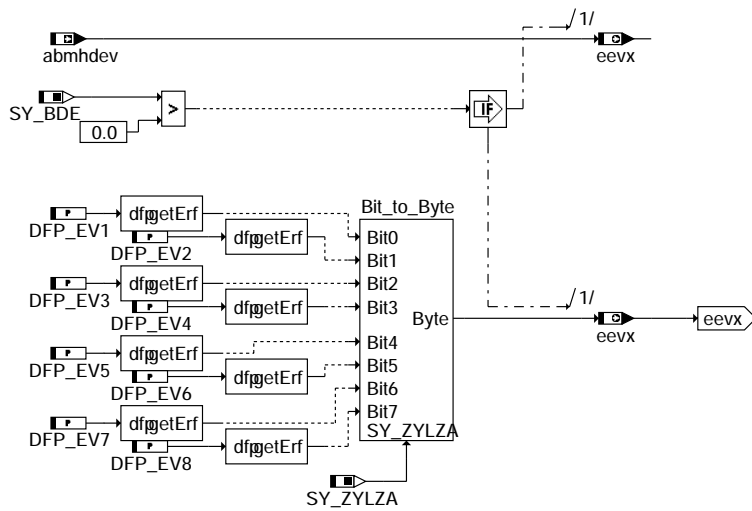 /1/
abmhdev
eevx
SY_BDE
>
0.0
IF
P
dfpgetErf
Bit_to_Byte
DFP_EV1
P
dfpgetErf
Bit0
DFP_EV2
Bit1
P
dfpgetErf
Bit2
DFP_EV3
P
dfpgetErf
Bit3
/1/
DFP_EV4
Byte
eevx
eevx
P
dfpgetErf
Bit4
DFP_EV5
P
dfpgetErf
Bit5
DFP_EV6
Bit6
P
dfpgetErf
Bit7
DFP_EV7
P
dfpgetErf
SY_ZYLZA
DFP_EV8
SY_ZYLZA